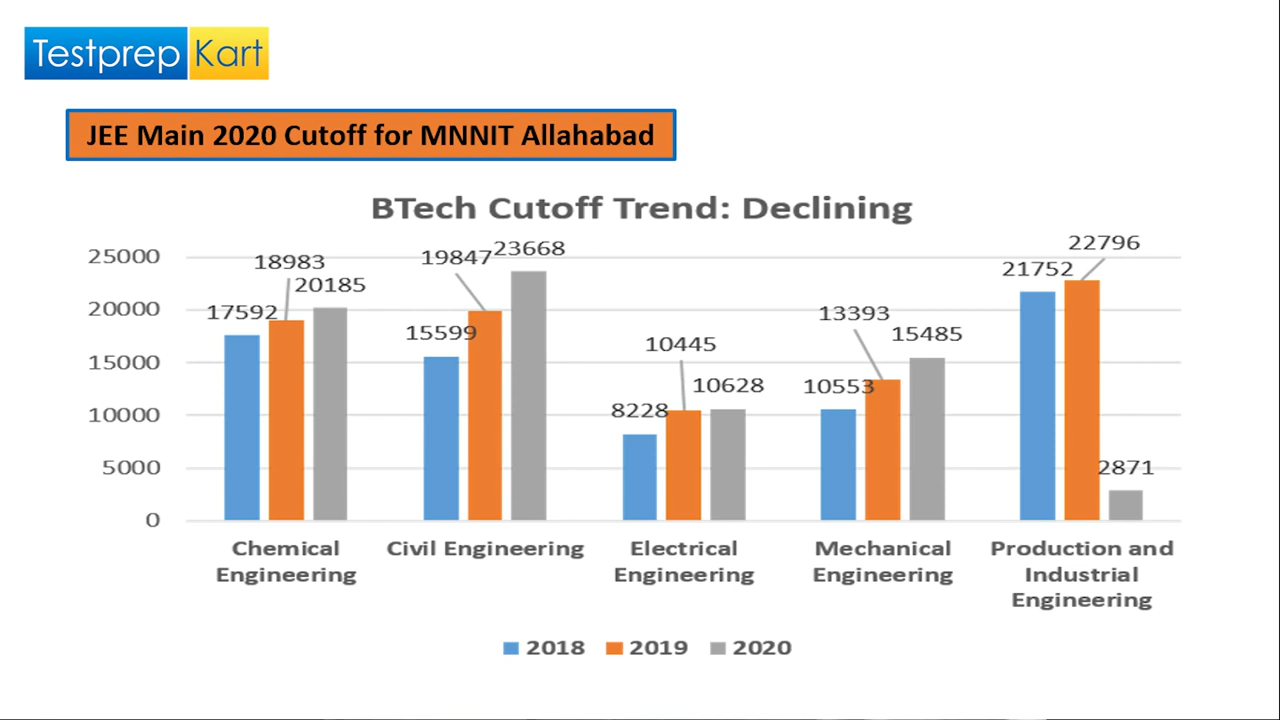 Testprep Kart
JEE Main 2020 Cutoff for MNNIT Allahabad
BTech Cutoff Trend: Declining
25000
20000
15000
10000
5000
0
17592
18983
20185
15599
19847
23668
8228
10445
10628
10553
13393
15485
21752
22796
2871
Chemical
Engineering
Civil Engineering
Electrical
Engineering
Mechanical
Engineering
Production and
Industrial
Engineering
2018 2019 2020